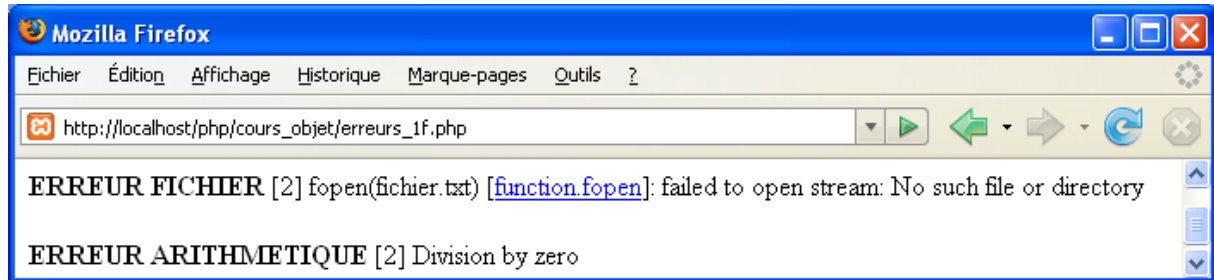 Mozilla Firefox
Fichier Édition Affichage Historique Marque-pages Outils ?
http://localhost/php/cours_objet/erreurs_1f.php
ERREUR FICHIER [2] fopen(fichier.txt) [function.fopen]: failed to open stream: No such file or directory
ERREUR ARITHMETIQUE [2] Division by zero